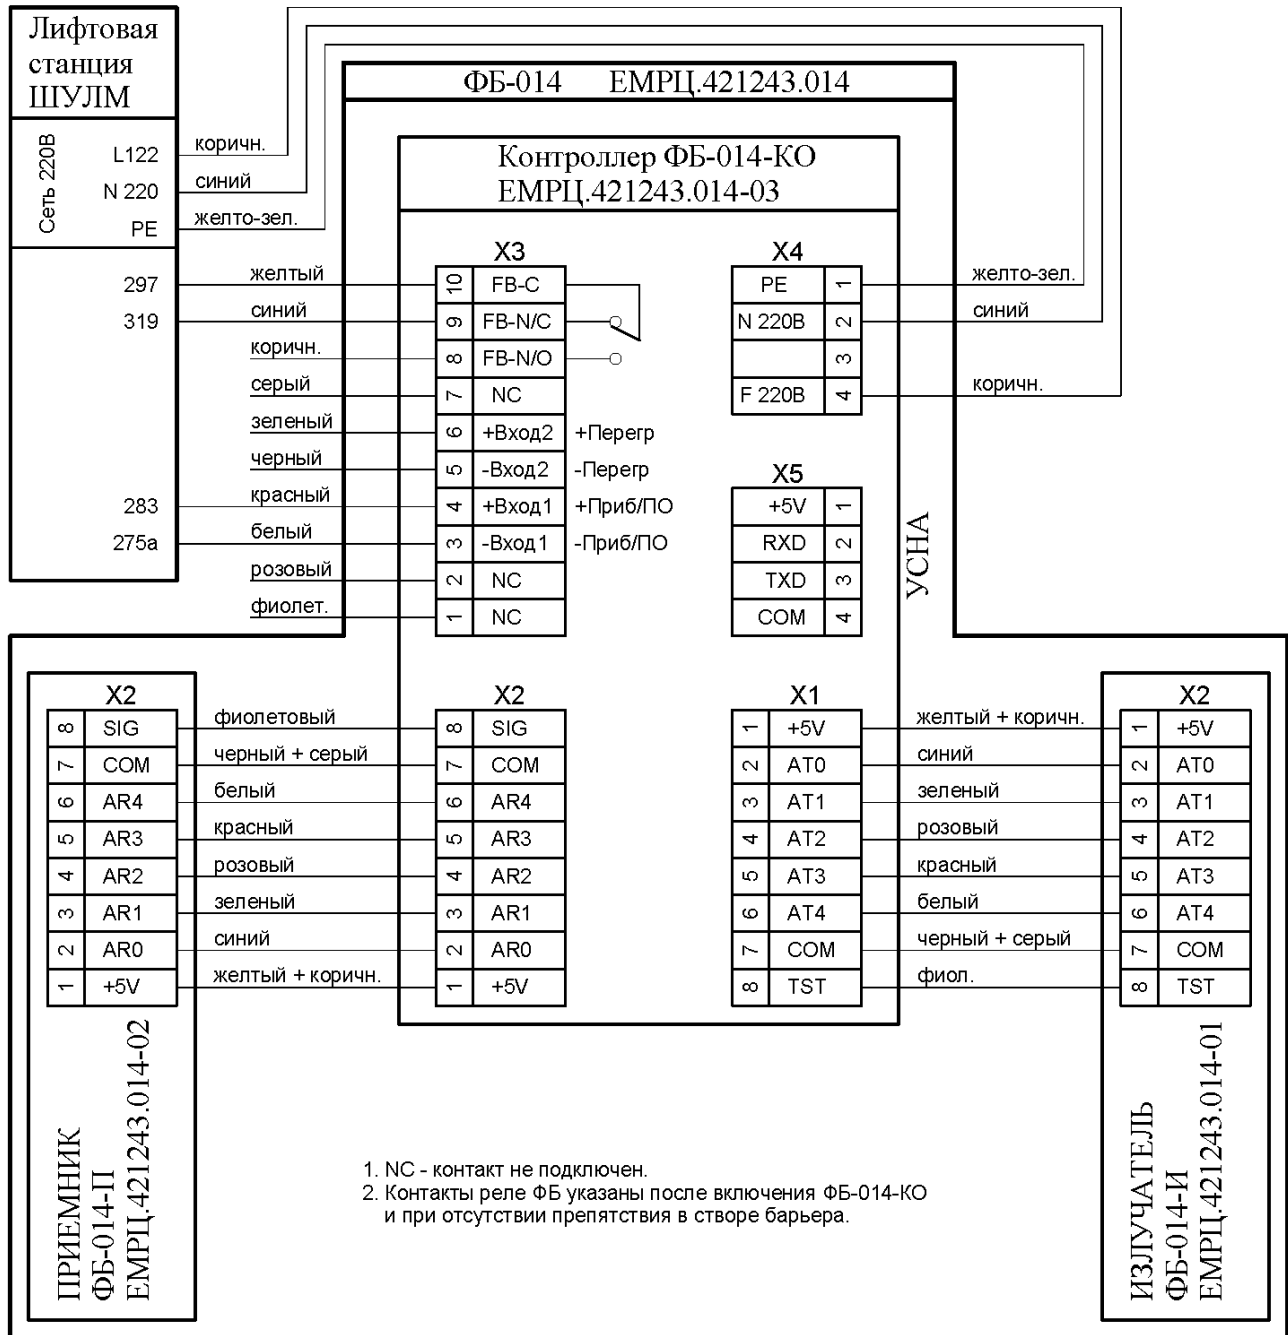 Лифтовая
станция
ШУЛМ
Сеть 220В
L122
N 220
PE
297
319
283
275а
коричн.
синий
желто-зел.
ФБ-014 ЕМРЦ.421243.014
Контроллер ФБ-014-КО
ЕМРЦ.421243.014-03
X3
желтый 10 FB-C
синий 9 FB-N/C
коричн. 8 FB-N/O
серый 7 NC
зеленый 6 +Вход2 +Перегр
черный 5 -Вход2 -Перегр
красный 4 +Вход1 +Приб/ПО
белый 3 -Вход1 -Приб/ПО
розовый 2 NC
фиолет. 1 NC
X4
PE 1 желто-зел.
N 220В 2 синий
3
F 220В 4 коричн.
X5
+5V 1
RXD 2
TXD 3
COM 4
УСНА
X2
8 SIG
7 COM
6 AR4
5 AR3
4 AR2
3 AR1
2 AR0
1 +5V
фиолетовый
черный + серый
белый
красный
розовый
зеленый
синий
желтый + коричн.
X2
8 SIG
7 COM
6 AR4
5 AR3
4 AR2
3 AR1
2 AR0
1 +5V
X1
1 +5V
2 AT0
3 AT1
4 AT2
5 AT3
6 AT4
7 COM
8 TST
желтый + коричн.
синий
зеленый
розовый
красный
белый
черный + серый
фиол.
X2
1 +5V
2 AT0
3 AT1
4 AT2
5 AT3
6 AT4
7 COM
8 TST
ПРИЕМНИК
ФБ-014-П
ЕМРЦ.421243.014-02
1. NC - контакт не подключен.
2. Контакты реле ФБ указаны после включения ФБ-014-КО
и при отсутствии препятствия в створе барьера.
ИЗЛУЧАТЕЛЬ
ФБ-014-И
ЕМРЦ.421243.014-01